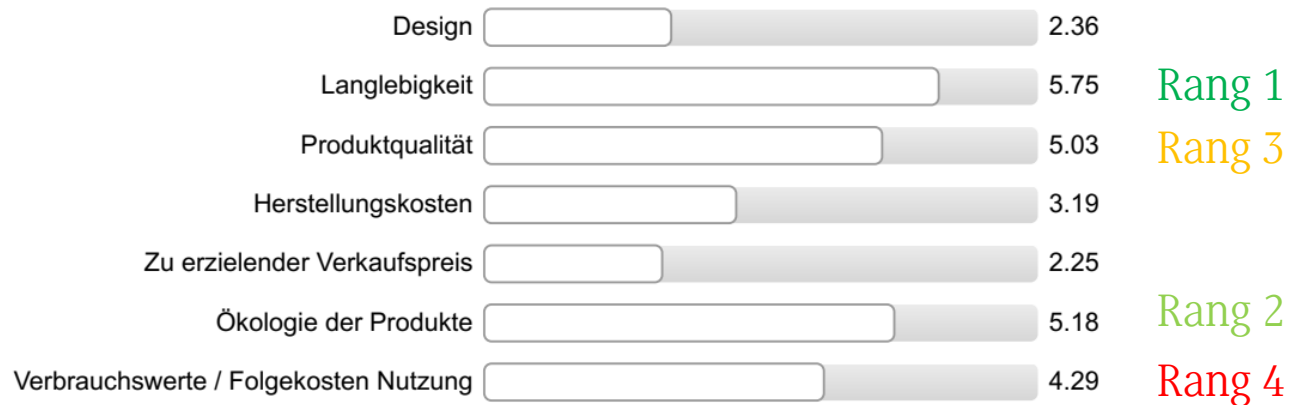 Design 2.36
Langlebigkeit 5.75 Rang 1
Produktqualität 5.03 Rang 3
Herstellungskosten 3.19
Zu erzielender Verkaufspreis 2.25
Ökologie der Produkte 5.18 Rang 2
Verbrauchswerte / Folgekosten Nutzung 4.29 Rang 4